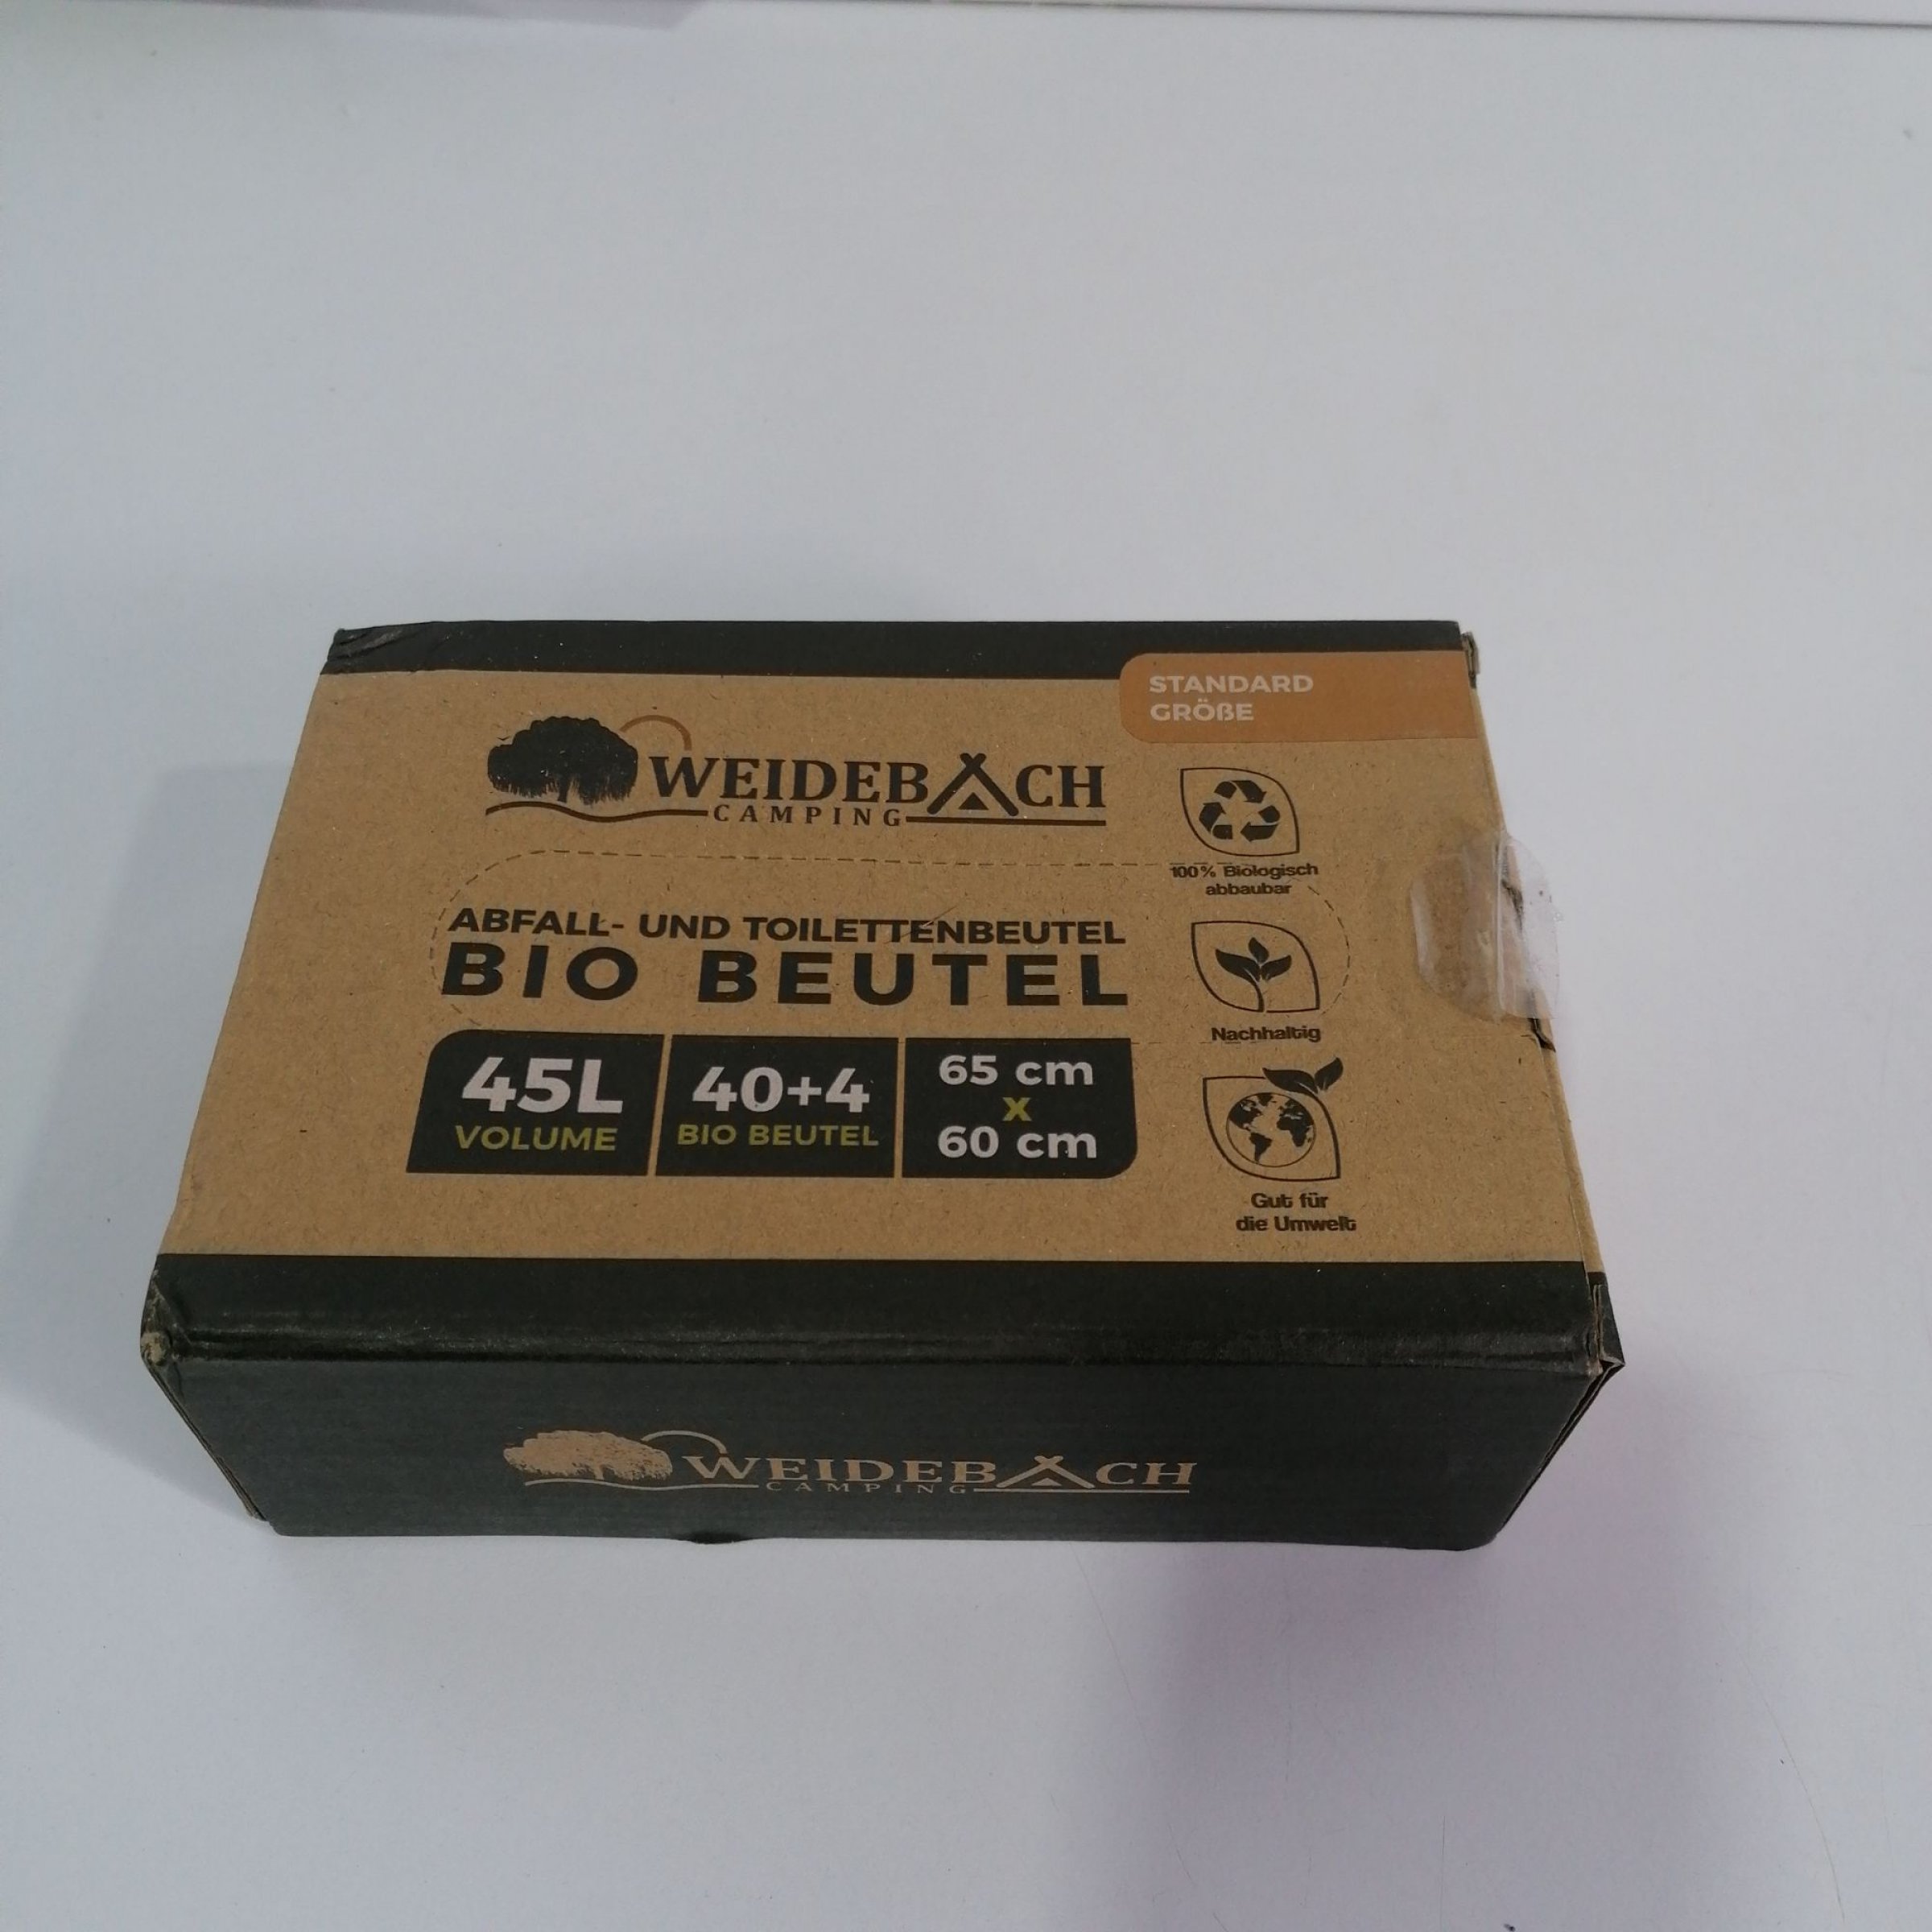 STANDARD
GRÖßE
WEIDEBACH
CAMPING
100% Biologisch
abbaubar
ABFALL- UND TOILETTENBEUTEL
BIO BEUTEL
Nachhaltig
45L
VOLUME
40+4
BIO BEUTEL
65 cm
x
60 cm
Gut für
die Umwelt
WEIDEBACH
CAMPING